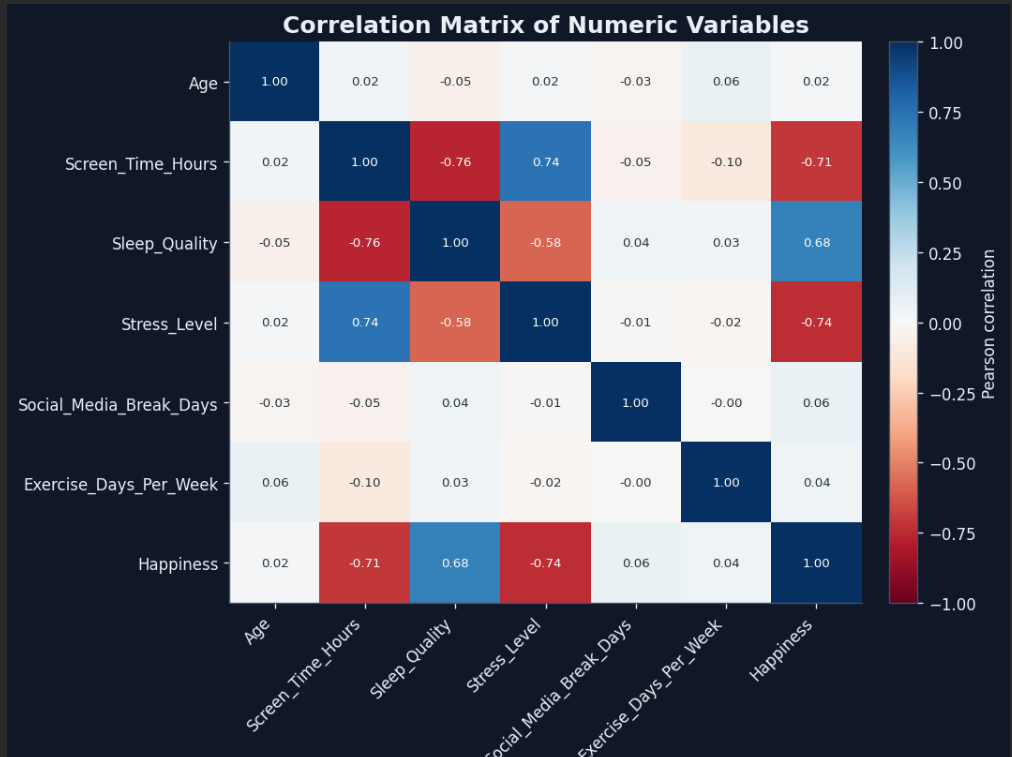 Correlation Matrix of Numeric Variables
Age 1.00 0.02 -0.05 0.02 -0.03 0.06 0.02
Screen_Time_Hours 0.02 1.00 -0.76 0.74 -0.05 -0.10 -0.71
Sleep_Quality -0.05 -0.76 1.00 -0.58 0.04 0.03 0.68
Stress_Level 0.02 0.74 -0.58 1.00 -0.01 -0.02 -0.74
Social_Media_Break_Days -0.03 -0.05 0.04 -0.01 1.00 -0.00 0.06
Exercise_Days_Per_Week 0.06 -0.10 0.03 -0.02 -0.00 1.00 0.04
Happiness 0.02 -0.71 0.68 -0.74 0.06 0.04 1.00
Age
Screen_Time_Hours
Sleep_Quality
Stress_Level
Social_Media_Break_Days
Exercise_Days_Per_Week
Happiness
1.00
0.75
0.50
0.25
0.00
−0.25
−0.50
−0.75
−1.00
Pearson correlation